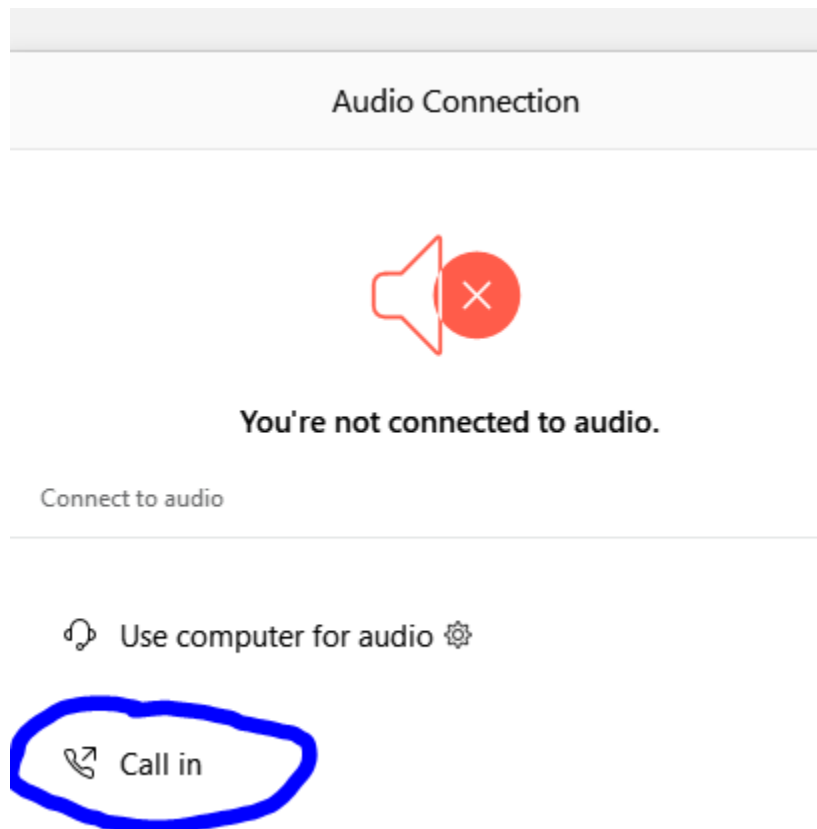 Audio Connection
You're not connected to audio.
Connect to audio
Use computer for audio
Call in